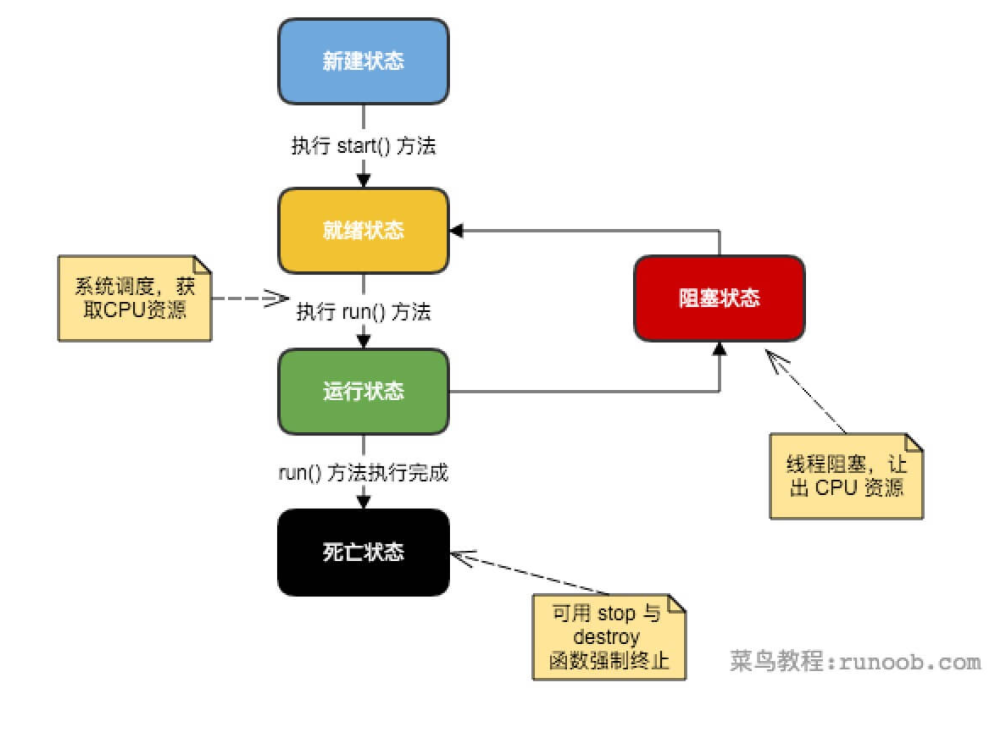 新建状态
执行 start() 方法
就绪状态
系统调度，获
取CPU资源
执行 run() 方法
阻塞状态
运行状态
线程阻塞，让
出 CPU 资源
run() 方法执行完成
死亡状态
可用 stop 与
destroy
函数强制终止
菜鸟教程:runoob.com